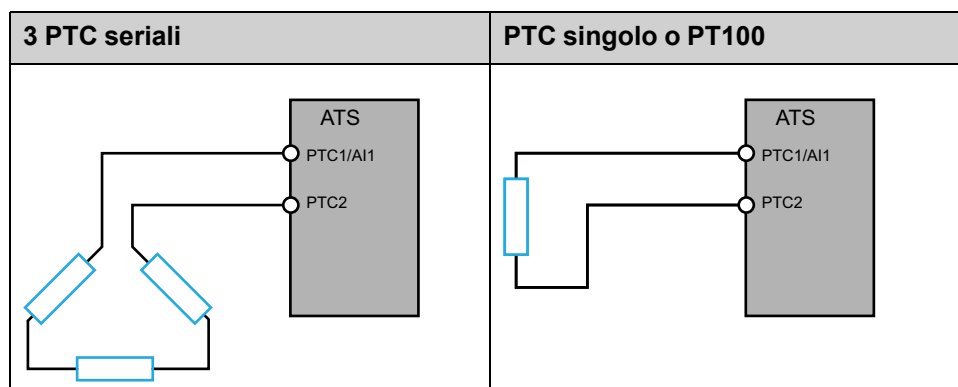 3 PTC seriali
PTC singolo o PT100
ATS
PTC1/AI1
PTC2
ATS
PTC1/AI1
PTC2